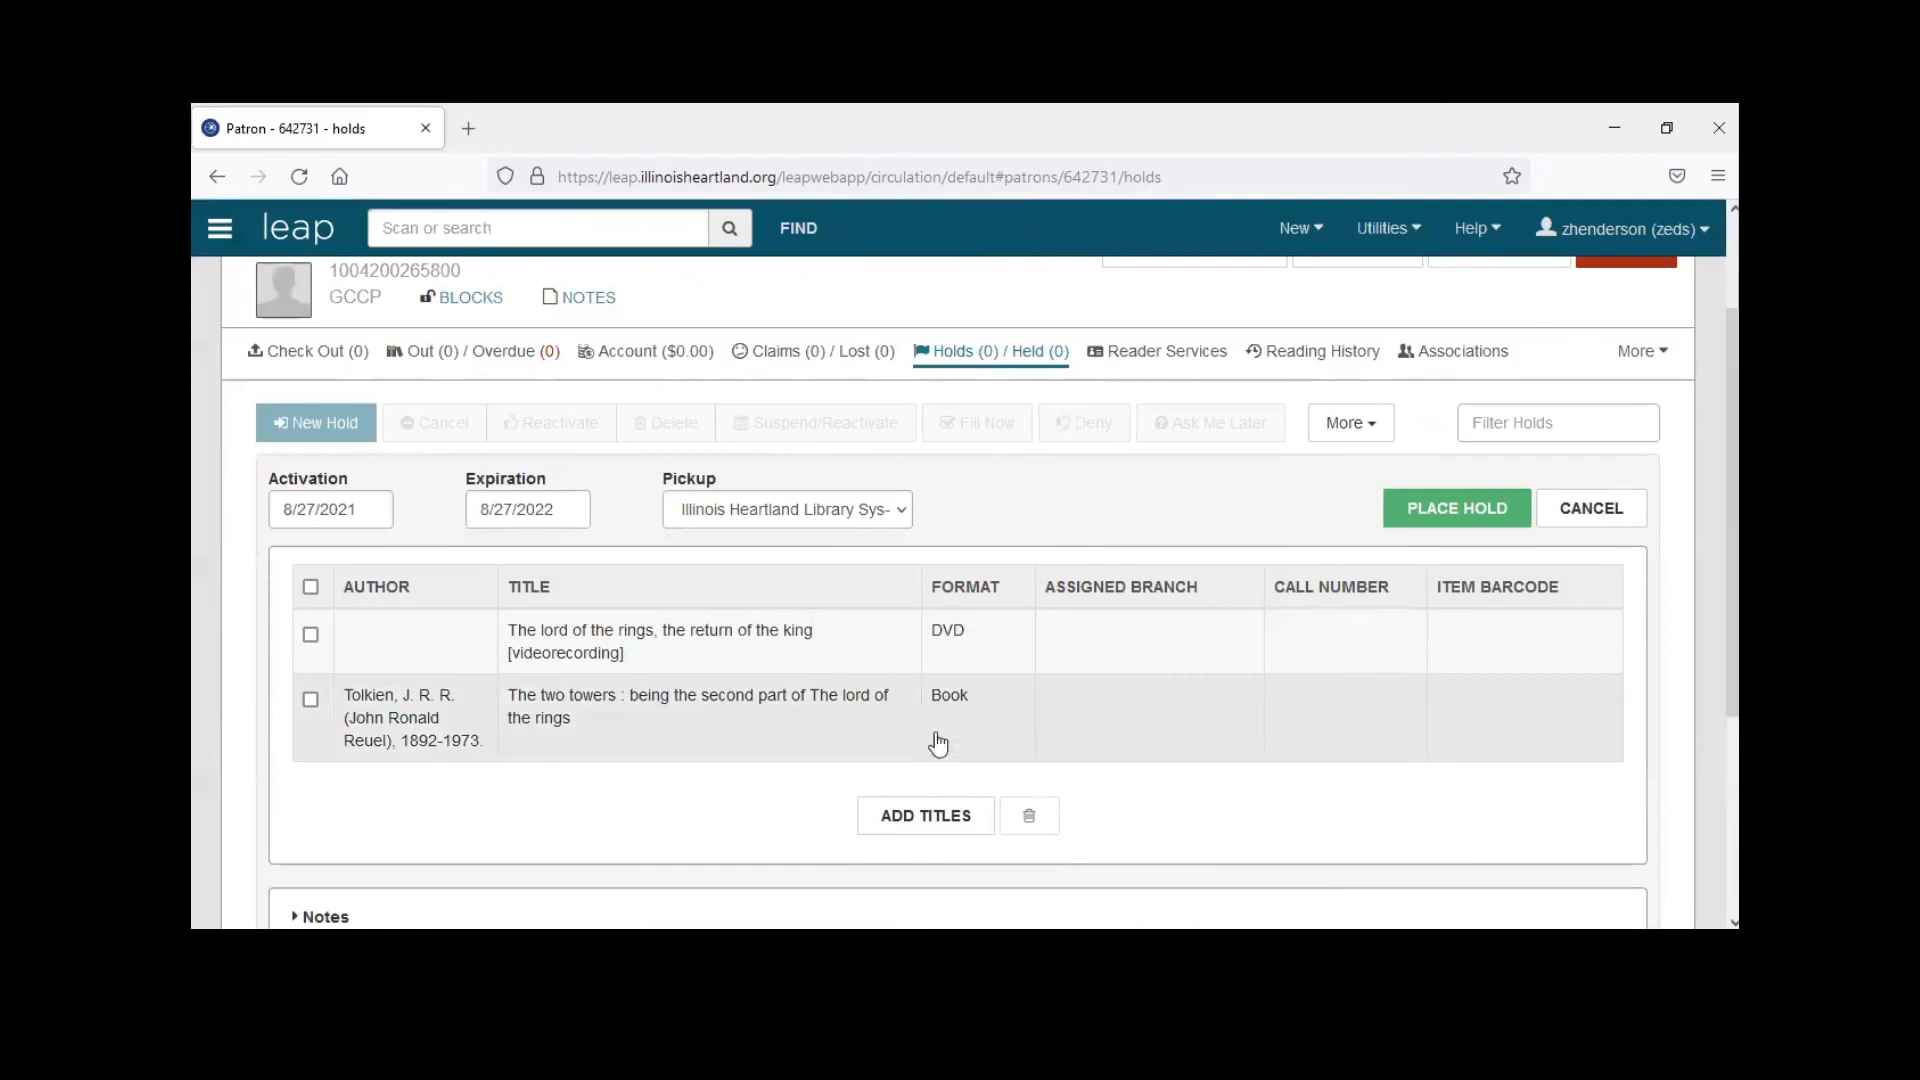 Patron - 642731 - holds
https://leap.illinoisheartland.org/leapwebapp/circulation/default#patrons/642731/holds
leap Scan or search FIND New Utilities Help zhenderson (zeds)
1004200265800
GCCP BLOCKS NOTES
Check Out (0) Out (0) / Overdue (0) Account ($0.00) Claims (0) / Lost (0) Holds (0) / Held (0) Reader Services Reading History Associations More
New Hold Cancel Reactivate Delete Suspend/Reactivate Fill Now Deny Ask Me Later More Filter Holds
Activation Expiration Pickup
8/27/2021 8/27/2022 Illinois Heartland Library Sys- PLACE HOLD CANCEL
AUTHOR TITLE FORMAT ASSIGNED BRANCH CALL NUMBER ITEM BARCODE
The lord of the rings, the return of the king DVD
[videorecording]
Tolkien, J. R. R. The two towers : being the second part of The lord of Book
(John Ronald the rings
Reuel), 1892-1973.
ADD TITLES
Notes